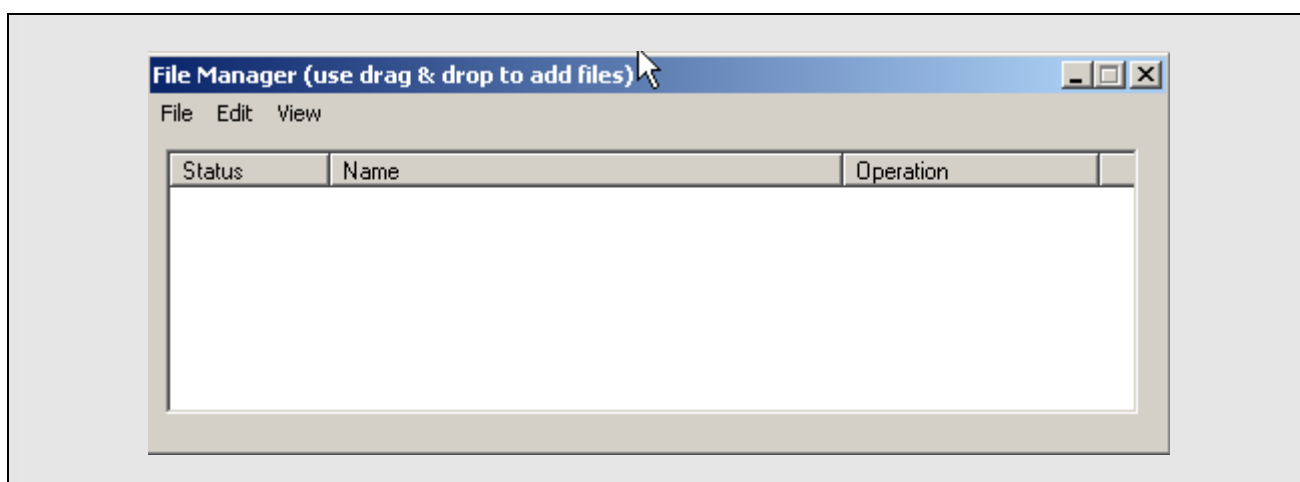 File Manager (use drag & drop to add files)
File Edit View
Status Name Operation